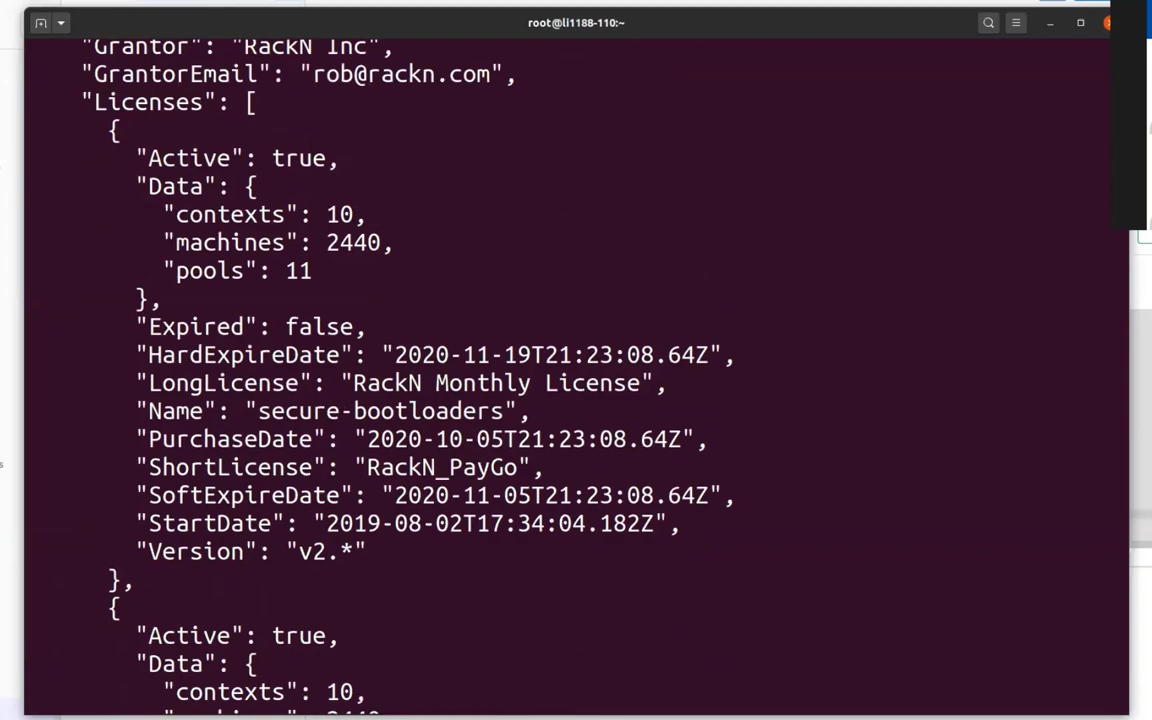 root@li1188-110:~
"Grantor": "RackN Inc",
"GrantorEmail": "rob@rackn.com",
"Licenses": [
{
"Active": true,
"Data": {
"contexts": 10,
"machines": 2440,
"pools": 11
},
"Expired": false,
"HardExpireDate": "2020-11-19T21:23:08.64Z",
"LongLicense": "RackN Monthly License",
"Name": "secure-bootloaders",
"PurchaseDate": "2020-10-05T21:23:08.64Z",
"ShortLicense": "RackN_PayGo",
"SoftExpireDate": "2020-11-05T21:23:08.64Z",
"StartDate": "2019-08-02T17:34:04.182Z",
"Version": "v2.*"
},
{
"Active": true,
"Data": {
"contexts": 10,